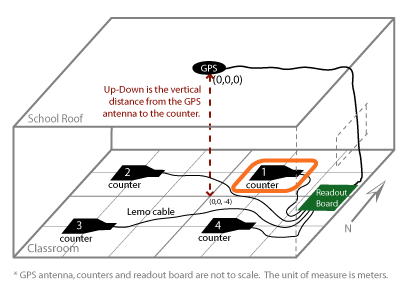 GPS
(0,0,0)
Up-Down is the vertical
distance from the GPS
antenna to the counter.
School Roof
2
counter
1
counter
Readout
Board
(0,0, -4)
Lemo cable
3
counter
4
counter
N
Classroom
* GPS antenna, counters and readout board are not to scale. The unit of measure is meters.